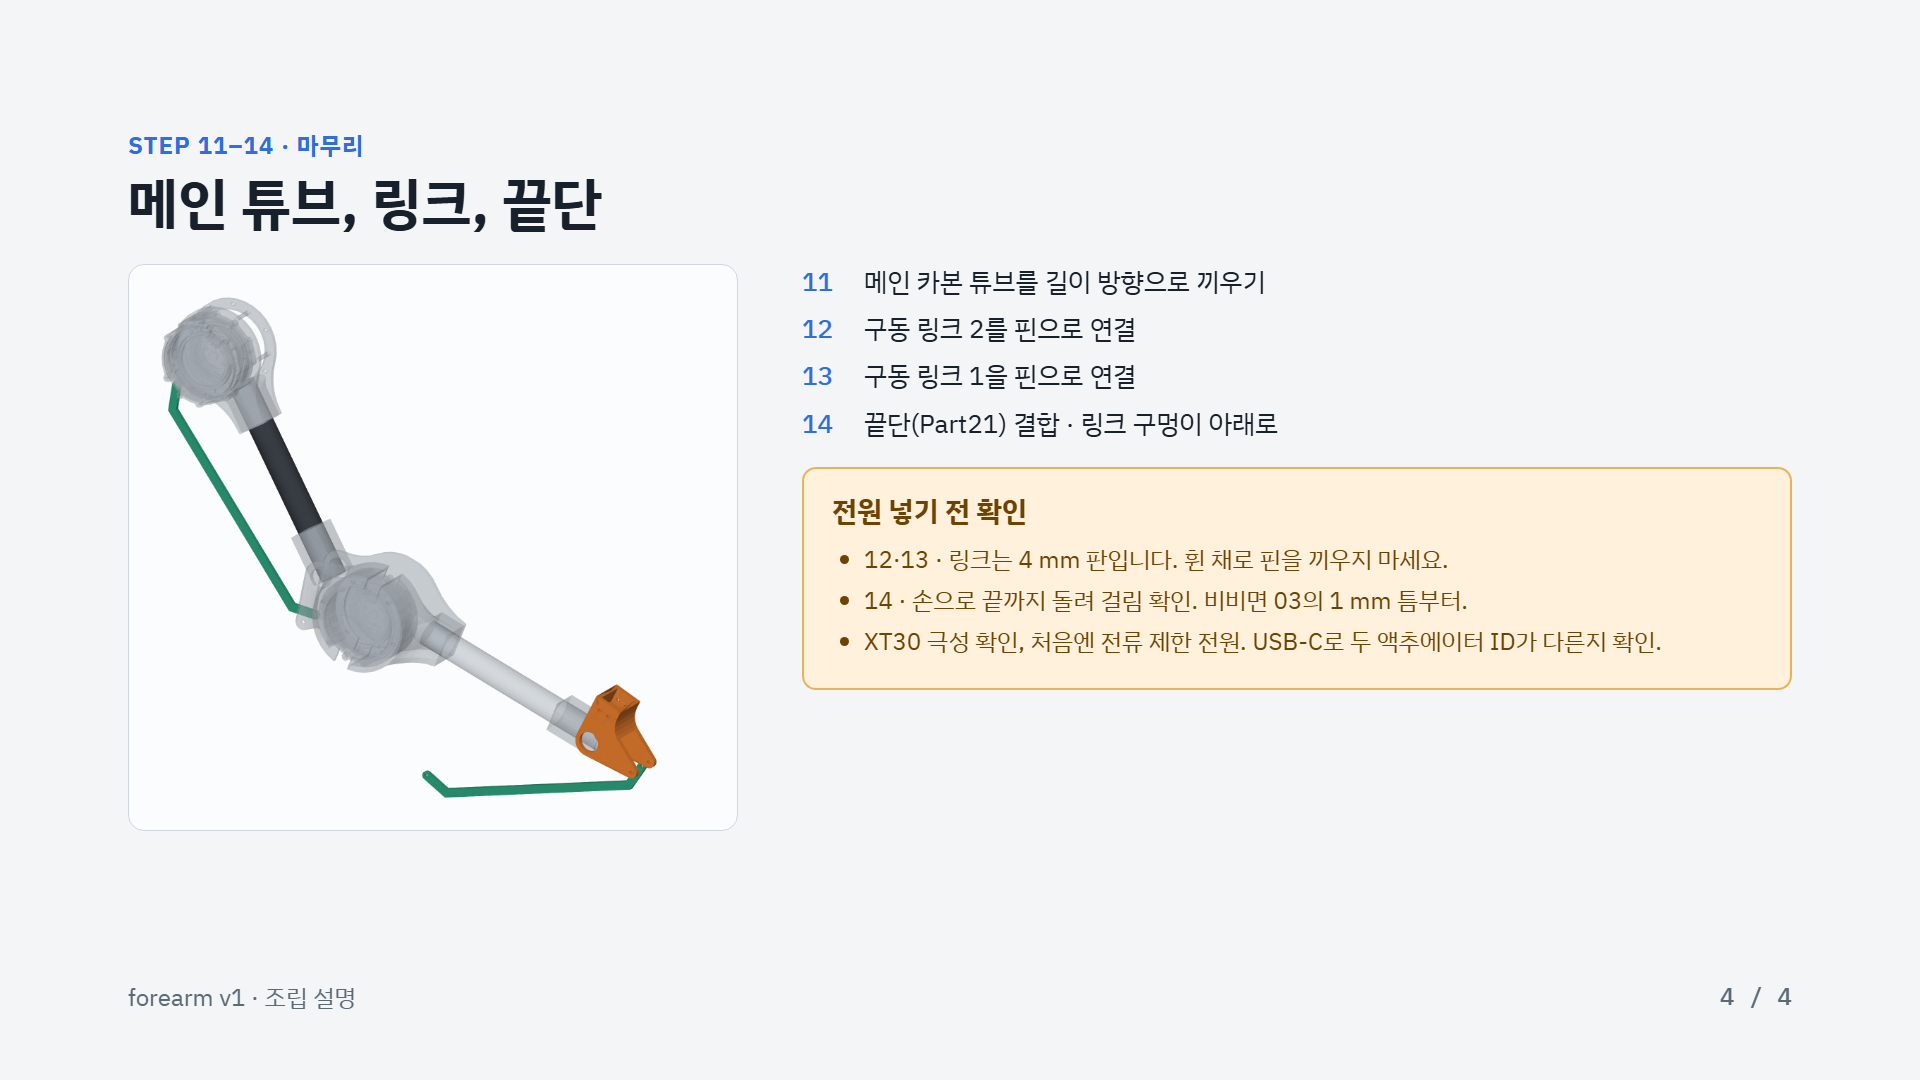 STEP 11–14 · 마무리
메인 튜브, 링크, 끝단
11 메인 카본 튜브를 길이 방향으로 끼우기
12 구동 링크 2를 핀으로 연결
13 구동 링크 1을 핀으로 연결
14 끝단(Part21) 결합 · 링크 구멍이 아래로
전원 넣기 전 확인
• 12·13 · 링크는 4 mm 판입니다. 휜 채로 핀을 끼우지 마세요.
• 14 · 손으로 끝까지 돌려 걸림 확인. 비비면 03의 1 mm 틈부터.
• XT30 극성 확인, 처음엔 전류 제한 전원. USB-C로 두 액추에이터 ID가 다른지 확인.
forearm v1 · 조립 설명
4 / 4